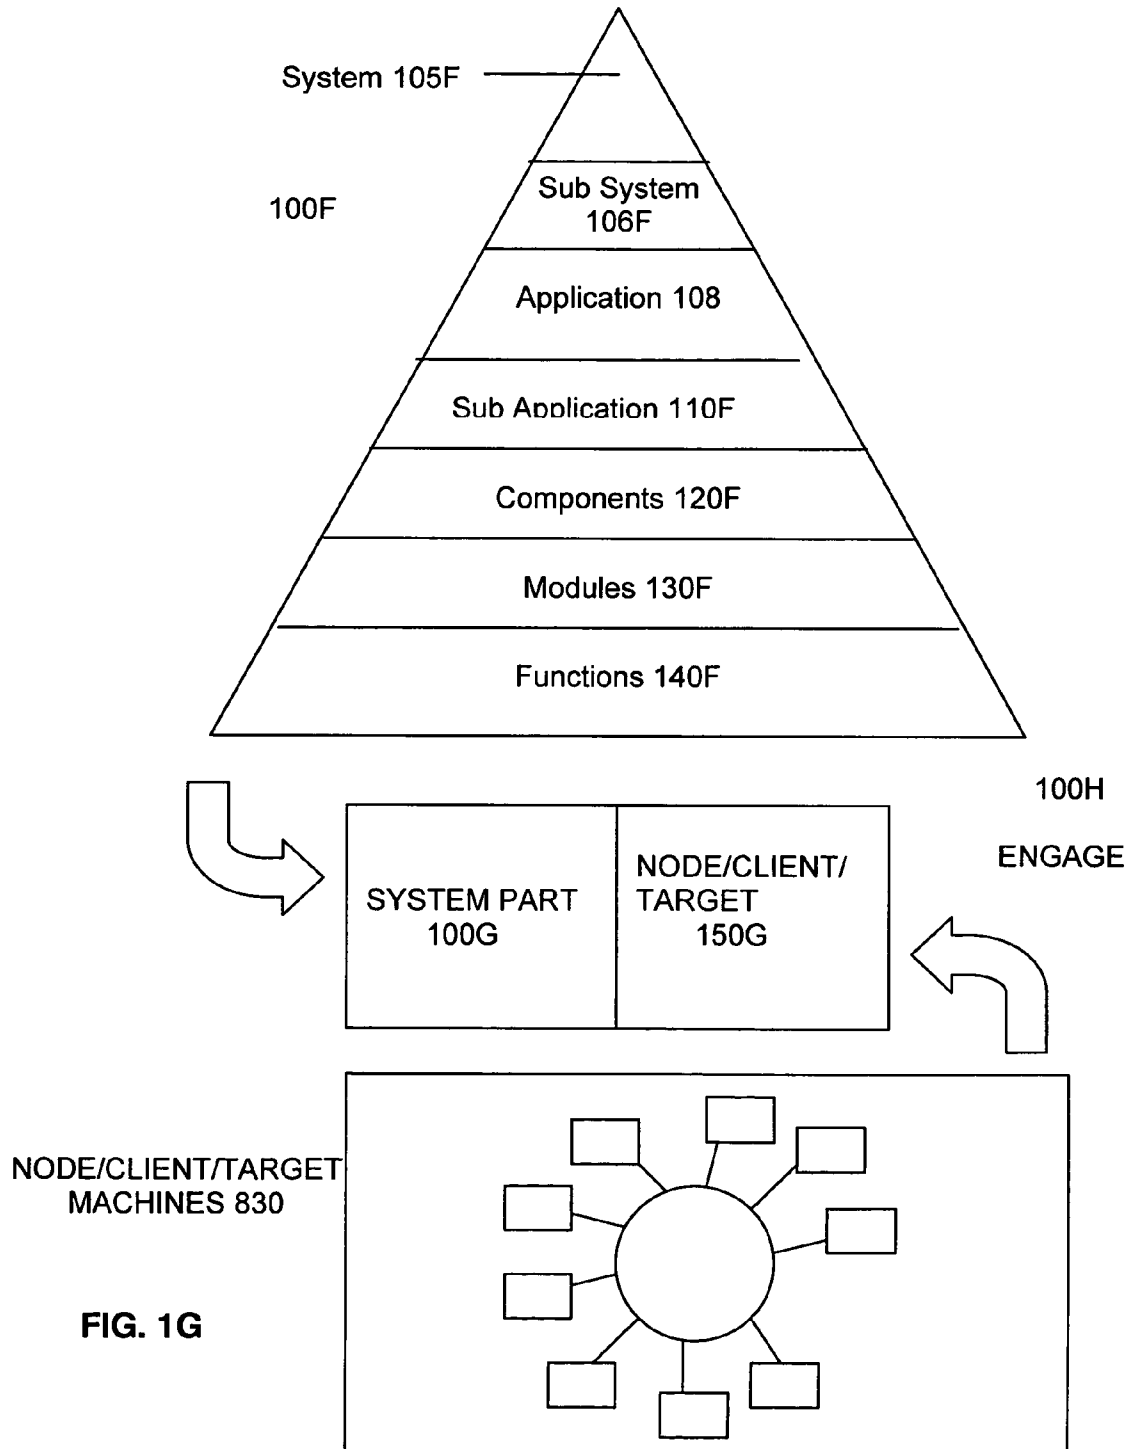 System 105F
100F
Sub System
106F
Application 108
Sub Application 110F
Components 120F
Modules 130F
Functions 140F
100H
ENGAGE
SYSTEM PART
100G
NODE/CLIENT/
TARGET
150G
NODE/CLIENT/TARGET
MACHINES 830
FIG. 1G